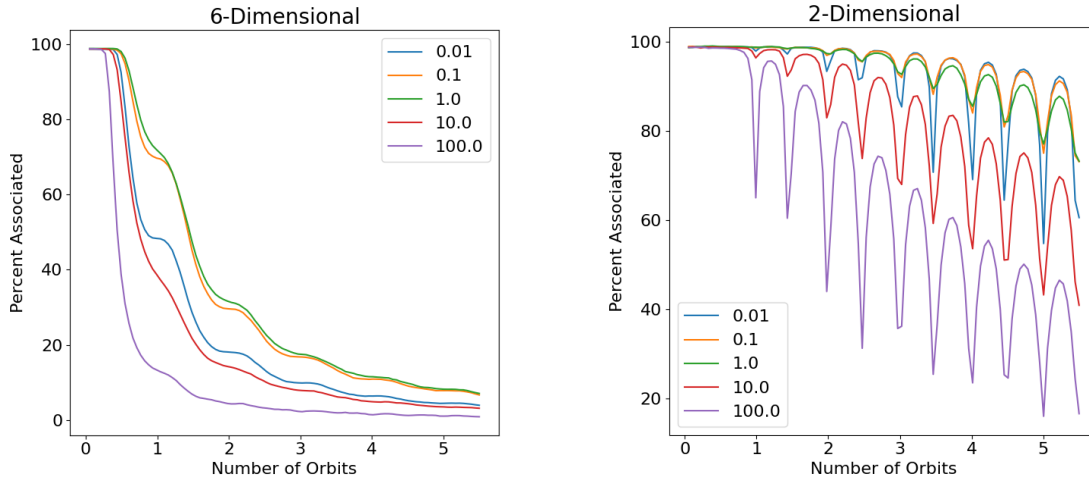 6-Dimensional
Percent Associated
100
80
60
40
20
0
0 1 2 3 4 5
Number of Orbits
0.01
0.1
1.0
10.0
100.0
2-Dimensional
Percent Associated
100
80
60
40
20
0 1 2 3 4 5
Number of Orbits
0.01
0.1
1.0
10.0
100.0